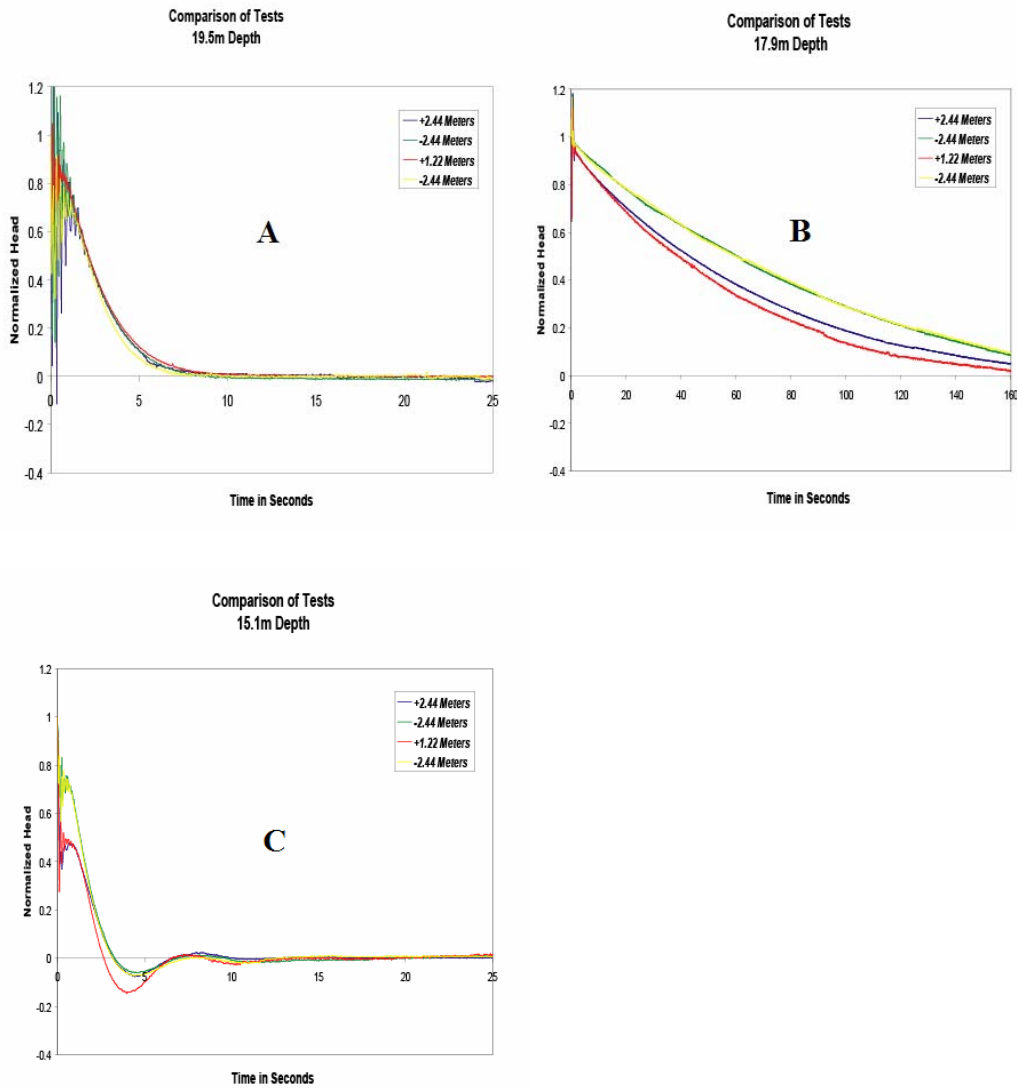 Comparison of Tests
19.5m Depth
1.2
1
0.8
0.6
0.4
0.2
0
-0.2
-0.4
0
5
10
15
20
25
Normalized Head
Time in Seconds
+2.44 Meters
-2.44 Meters
+1.22 Meters
-2.44 Meters
A
Comparison of Tests
17.9m Depth
1.2
1
0.8
0.6
0.4
0.2
0
-0.2
-0.4
0
20
40
60
80
100
120
140
160
Normalized Head
Time in Seconds
+2.44 Meters
-2.44 Meters
+1.22 Meters
-2.44 Meters
B
Comparison of Tests
15.1m Depth
1.2
1
0.8
0.6
0.4
0.2
0
-0.2
-0.4
0
5
10
15
20
25
Normalized Head
Time in Seconds
+2.44 Meters
-2.44 Meters
+1.22 Meters
-2.44 Meters
C